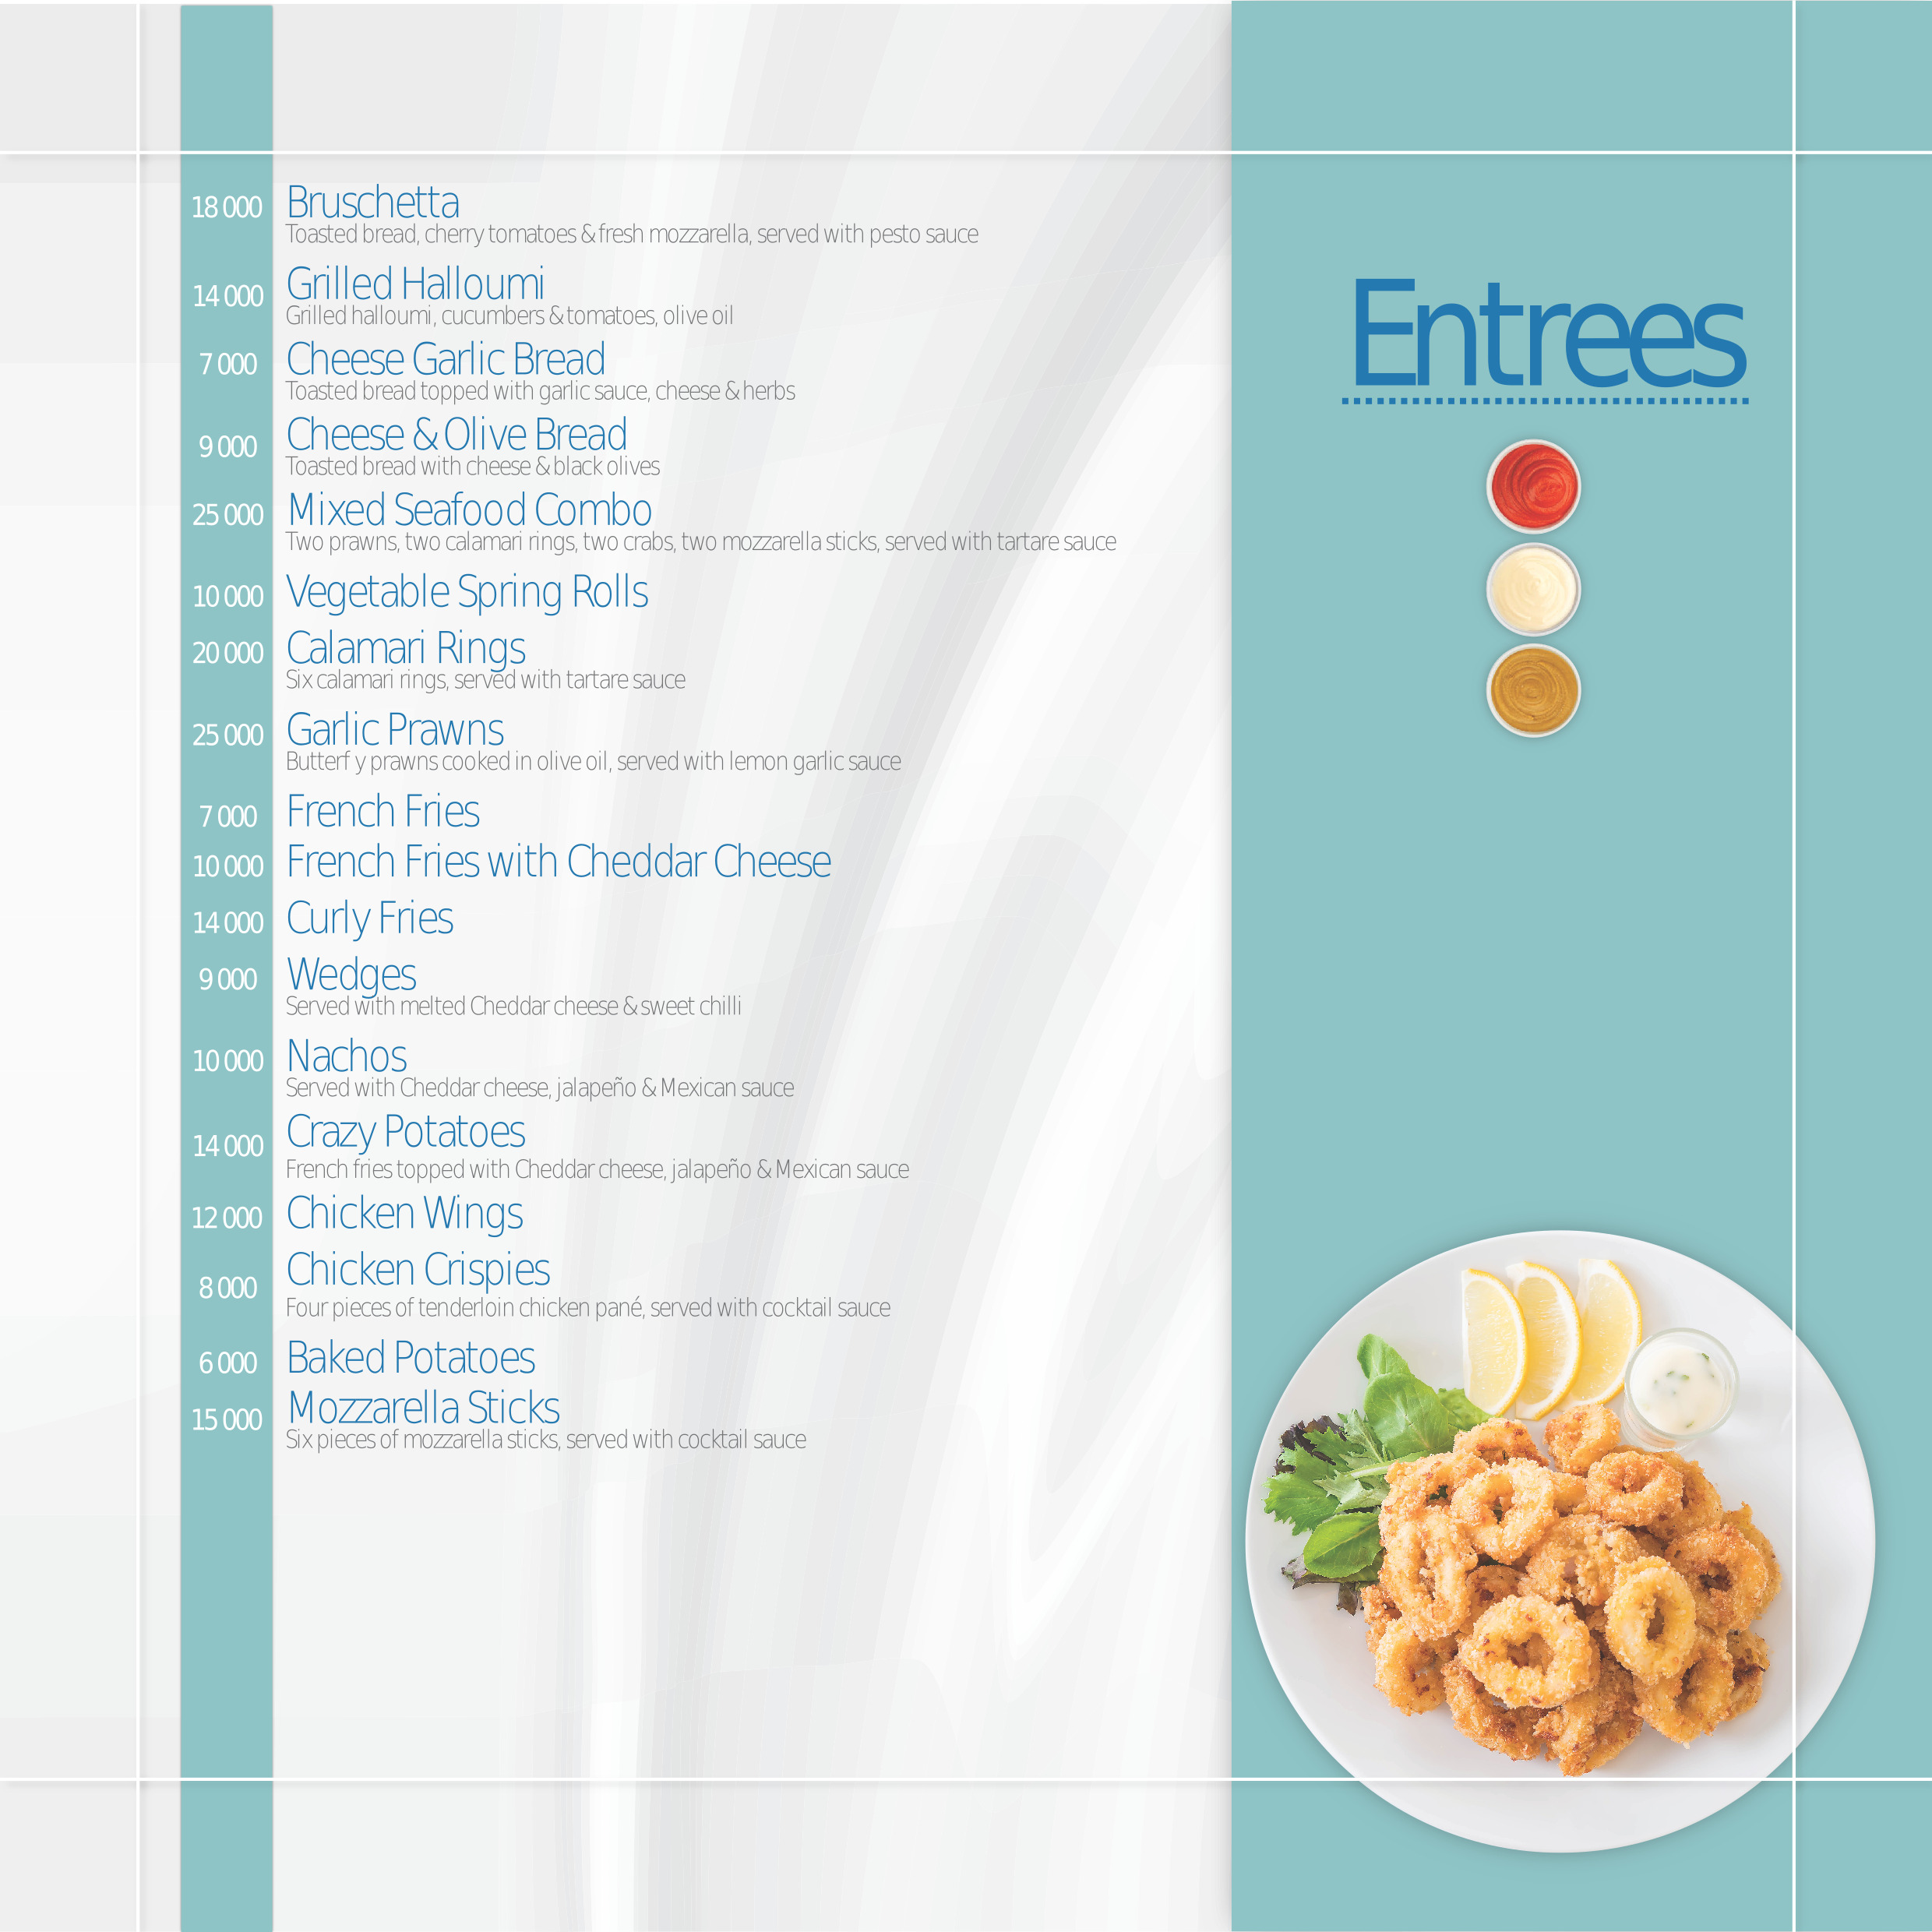 Entrees
18 000 Bruschetta
Toasted bread, cherry tomatoes & fresh mozzarella, served with pesto sauce
14 000 Grilled Halloumi
Grilled halloumi, cucumbers & tomatoes, olive oil
7 000 Cheese Garlic Bread
Toasted bread topped with garlic sauce, cheese & herbs
9 000 Cheese & Olive Bread
Toasted bread with cheese & black olives
25 000 Mixed Seafood Combo
Two prawns, two calamari rings, two crabs, two mozzarella sticks, served with tartare sauce
10 000 Vegetable Spring Rolls
20 000 Calamari Rings
Six calamari rings, served with tartare sauce
25 000 Garlic Prawns
Butterf y prawns cooked in olive oil, served with lemon garlic sauce
7 000 French Fries
10 000 French Fries with Cheddar Cheese
14 000 Curly Fries
9 000 Wedges
Served with melted Cheddar cheese & sweet chilli
10 000 Nachos
Served with Cheddar cheese, jalapeño & Mexican sauce
14 000 Crazy Potatoes
French fries topped with Cheddar cheese, jalapeño & Mexican sauce
12 000 Chicken Wings
8 000 Chicken Crispies
Four pieces of tenderloin chicken pané, served with cocktail sauce
6 000 Baked Potatoes
15 000 Mozzarella Sticks
Six pieces of mozzarella sticks, served with cocktail sauce